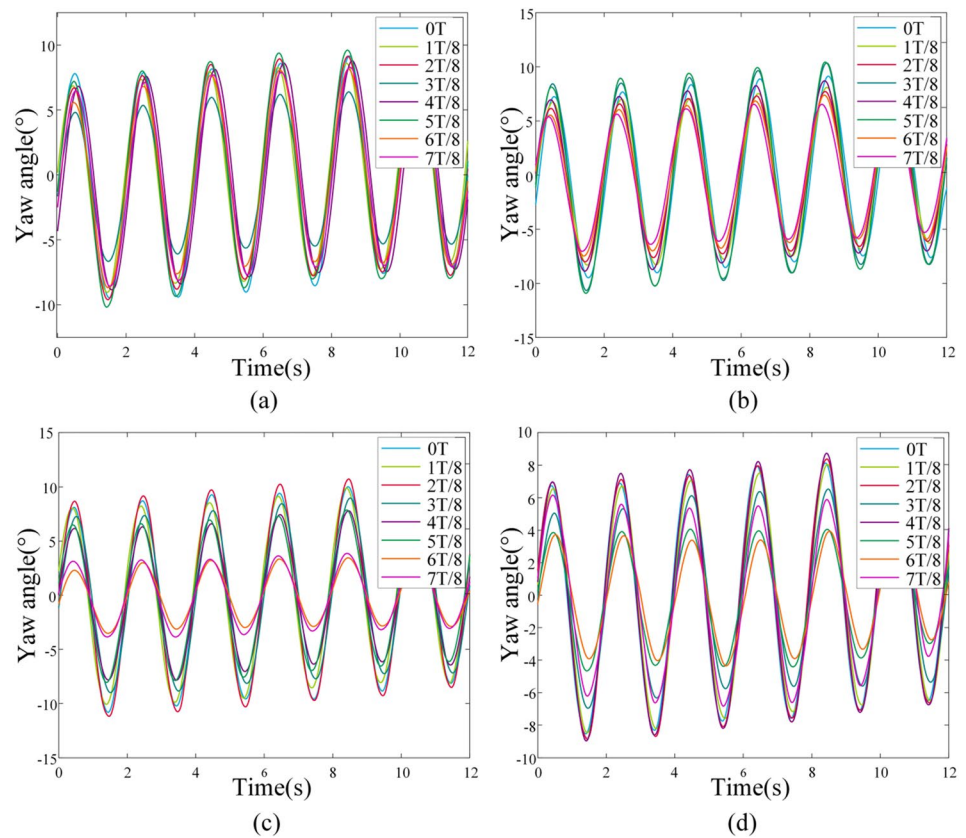 10
5
0
-5
-10
Yaw angle(°)
0T
1T/8
2T/8
3T/8
4T/8
5T/8
6T/8
7T/8
0 2 4 6 8 10 12
Time(s)
(a)
15
10
5
0
-5
-10
-15
Yaw angle(°)
0T
1T/8
2T/8
3T/8
4T/8
5T/8
6T/8
7T/8
0 2 4 6 8 10 12
Time(s)
(b)
15
10
5
0
-5
-10
-15
Yaw angle(°)
0T
1T/8
2T/8
3T/8
4T/8
5T/8
6T/8
7T/8
0 2 4 6 8 10 12
Time(s)
(c)
10
8
6
4
2
0
-2
-4
-6
-8
-10
Yaw angle(°)
0T
1T/8
2T/8
3T/8
4T/8
5T/8
6T/8
7T/8
0 2 4 6 8 10 12
Time(s)
(d)